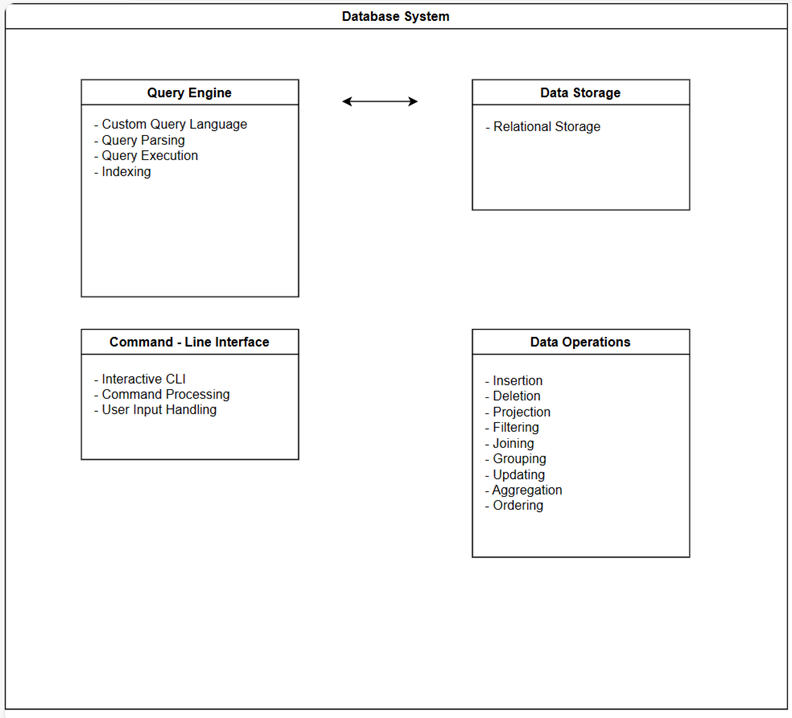 Database System
Query Engine
- Custom Query Language
- Query Parsing
- Query Execution
- Indexing
Data Storage
- Relational Storage
Command - Line Interface
- Interactive CLI
- Command Processing
- User Input Handling
Data Operations
- Insertion
- Deletion
- Projection
- Filtering
- Joining
- Grouping
- Updating
- Aggregation
- Ordering